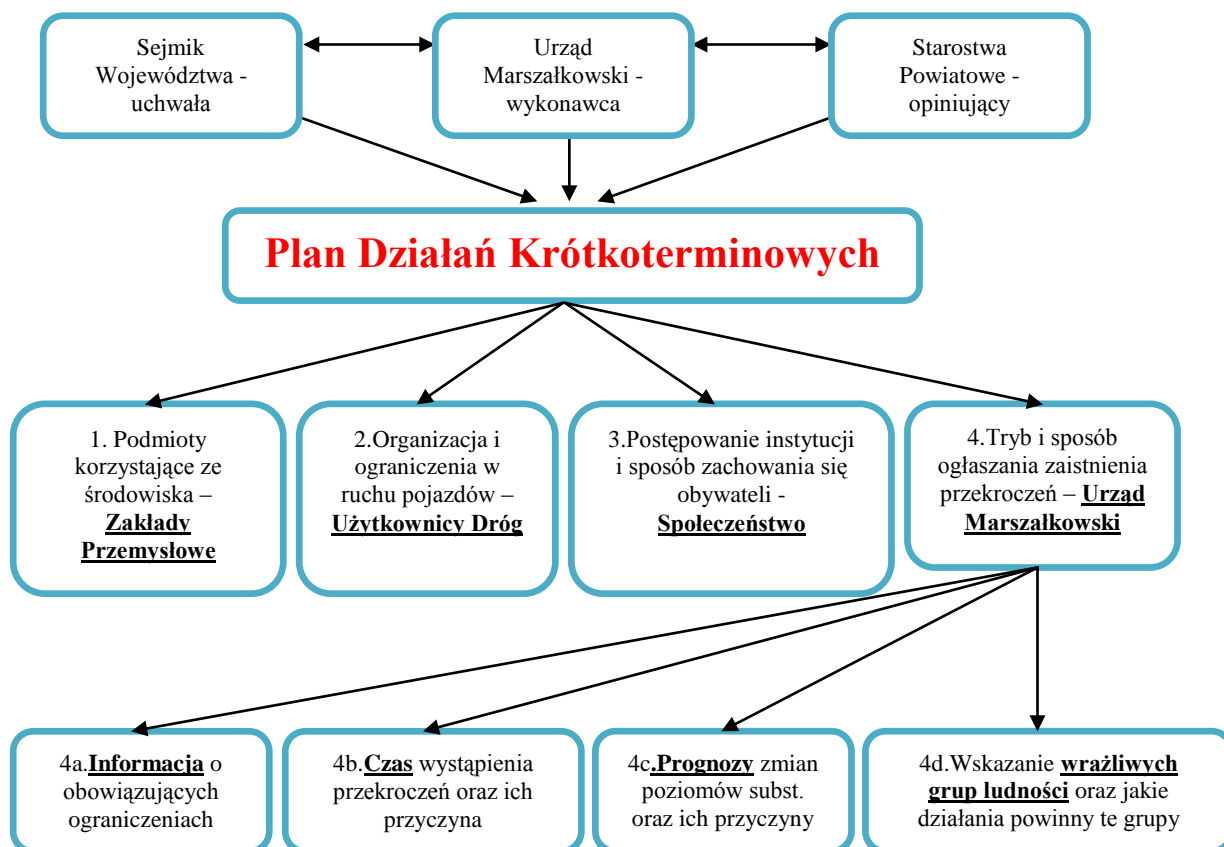 Sejmik
Województwa -
uchwała
Urząd
Marszałkowski -
wykonawca
Starostwa
Powiatowe -
opiniujący
Plan Działań Krótkoterminowych
1. Podmioty
korzystające ze
środowiska –
Zakłady
Przemysłowe
2.Organizacja i
ograniczenia w
ruchu pojazdów –
Użytkownicy Dróg
3.Postępowanie instytucji
i sposób zachowania się
obywateli -
Społeczeństwo
4.Tryb i sposób
ogłaszania zaistnienia
przekroczeń – Urząd
Marszałkowski
4a.Informacja o
obowiązujących
ograniczeniach
4b.Czas wystąpienia
przekroczeń oraz ich
przyczyna
4c.Prognozy zmian
poziomów subst.
oraz ich przyczyny
4d.Wskazanie wrażliwych
grup ludności oraz jakie
działania powinny te grupy